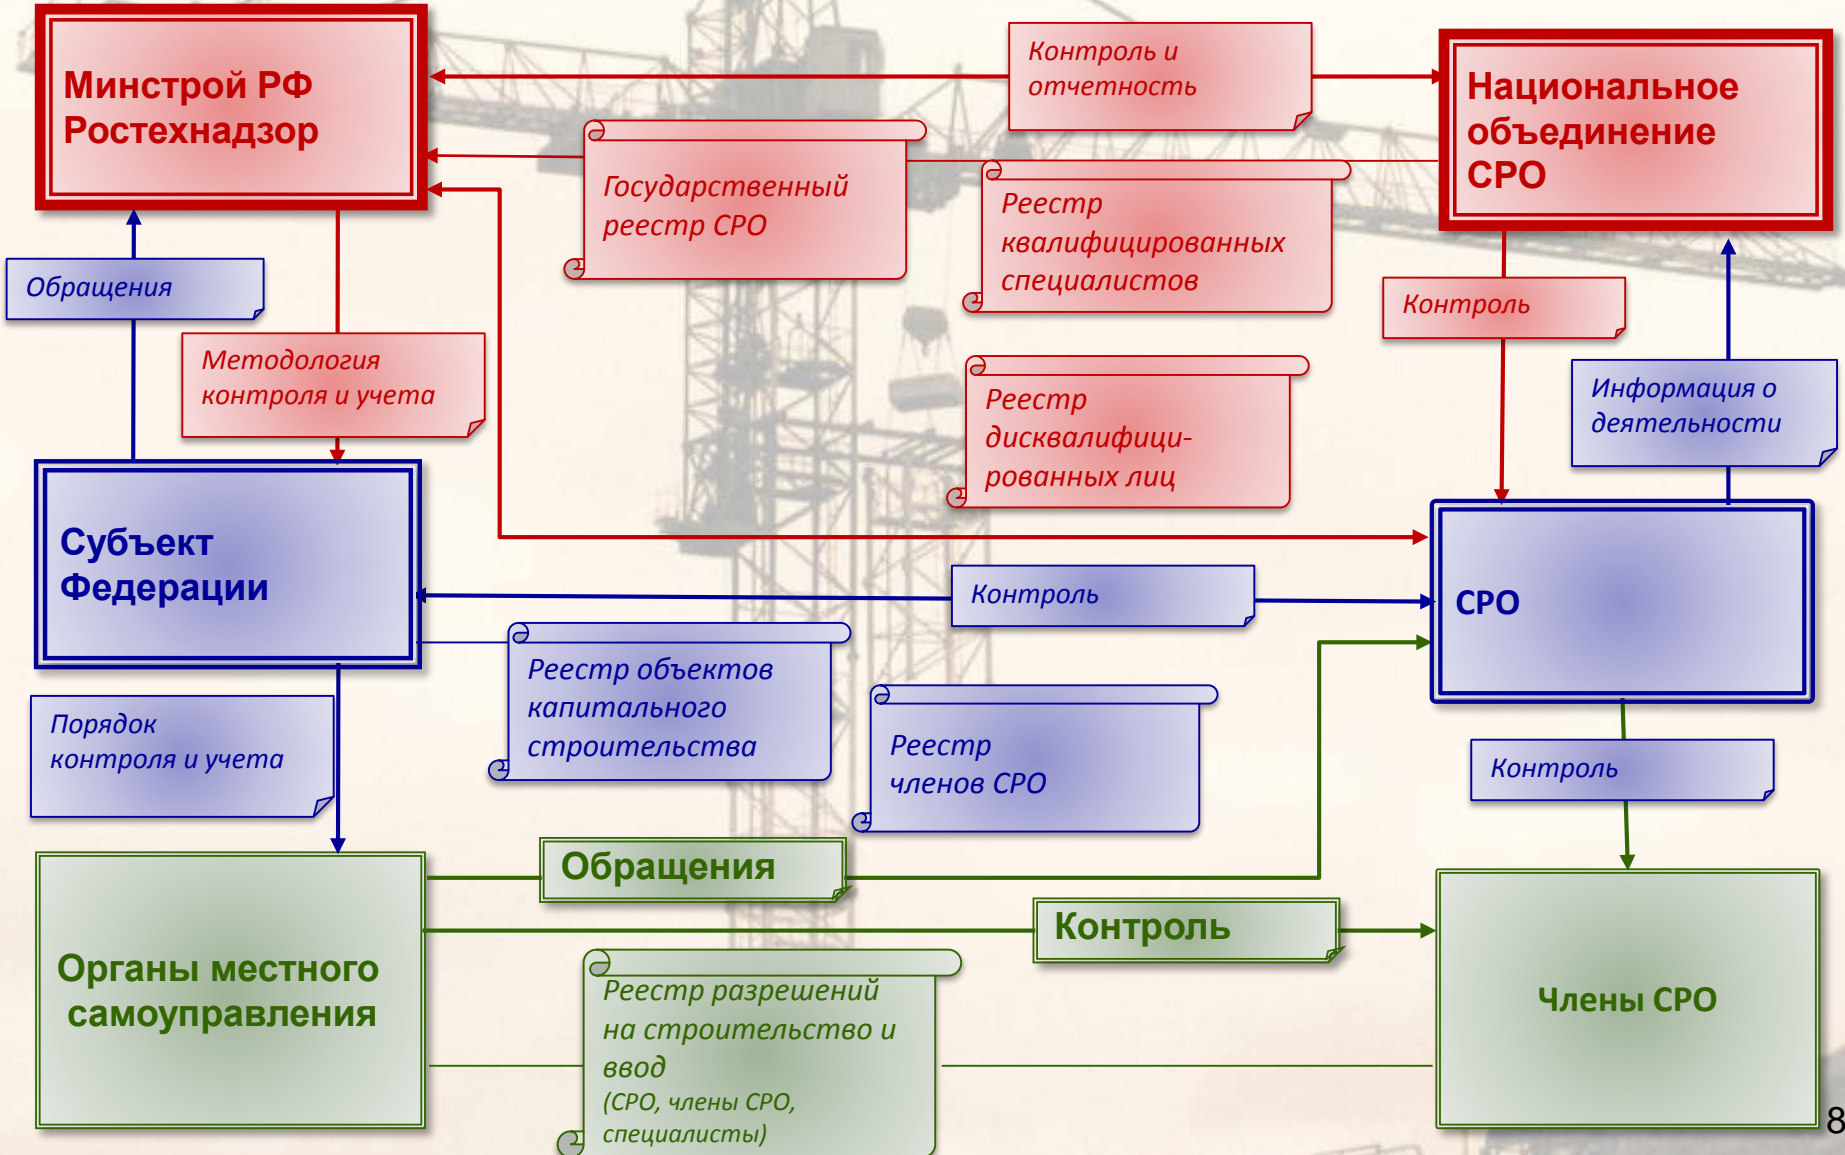 Минстрой РФ
Ростехнадзор
Контроль и
отчетность
Национальное
объединение
СРО
Государственный
реестр СРО
Реестр
квалифицированных
специалистов
Обращения
Методология
контроля и учета
Контроль
Информация о
деятельности
Реестр
дисквалифици-
рованных лиц
Субъект
Федерации
Контроль
СРО
Реестр объектов
капитального
строительства
Реестр
членов СРО
Порядок
контроля и учета
Контроль
Обращения
Контроль
Органы местного
самоуправления
Реестр разрешений
на строительство и
ввод
(СРО, члены СРО,
специалисты)
Члены СРО
8